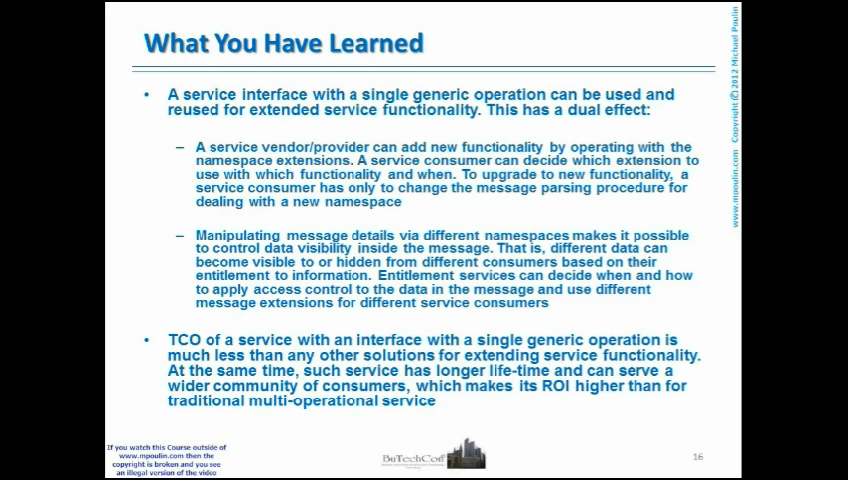 What You Have Learned
• A service interface with a single generic operation can be used and
reused for extended service functionality. This has a dual effect:
– A service vendor/provider can add new functionality by operating with the
namespace extensions. A service consumer can decide which extension to
use with which functionality and when. To upgrade to new functionality, a
service consumer has only to change the message parsing procedure for
dealing with a new namespace
– Manipulating message details via different namespaces makes it possible
to control data visibility inside the message. That is, different data can
become visible to or hidden from different consumers based on their
entitlement to information. Entitlement services can decide when and how
to apply access control to the data in the message and use different
message extensions for different service consumers
• TCO of a service with an interface with a single generic operation is
much less than any other solutions for extending service functionality.
At the same time, such service has longer life-time and can serve a
wider community of consumers, which makes its ROI higher than for
traditional multi-operational service
If you watch this Course outside of
www.mpoulin.com then the
copyright is broken and you see
an illegal version of the video
BuTechCon
16
www.mpoulin.com Copyright © 2012 Michael Poulin